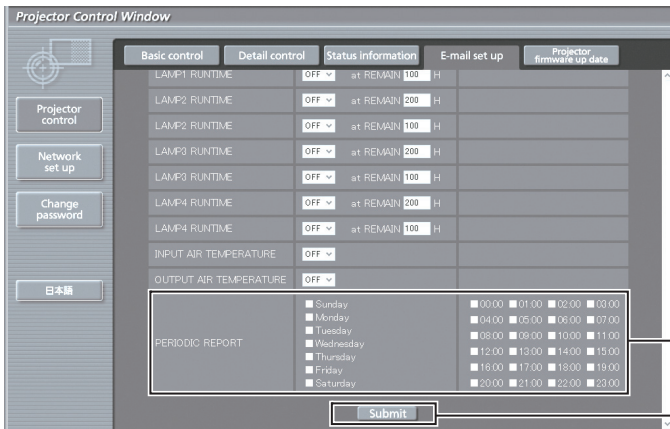 Projector Control Window
Basic control Detail control Status information E-mail set up Projector firmware up date
Projector control
Network set up
Change password
日本語
LAMP1 RUNTIME OFF at REMAIN 100 H
LAMP2 RUNTIME OFF at REMAIN 200 H
LAMP2 RUNTIME OFF at REMAIN 100 H
LAMP3 RUNTIME OFF at REMAIN 200 H
LAMP3 RUNTIME OFF at REMAIN 100 H
LAMP4 RUNTIME OFF at REMAIN 200 H
LAMP4 RUNTIME OFF at REMAIN 100 H
INPUT AIR TEMPERATURE OFF
OUTPUT AIR TEMPERATURE OFF
PERIODIC REPORT
Sunday
Monday
Tuesday
Wednesday
Thursday
Friday
Saturday
00:00 01:00 02:00 03:00
04:00 05:00 06:00 07:00
08:00 09:00 10:00 11:00
12:00 13:00 14:00 15:00
16:00 17:00 18:00 19:00
20:00 21:00 22:00 23:00
Submit